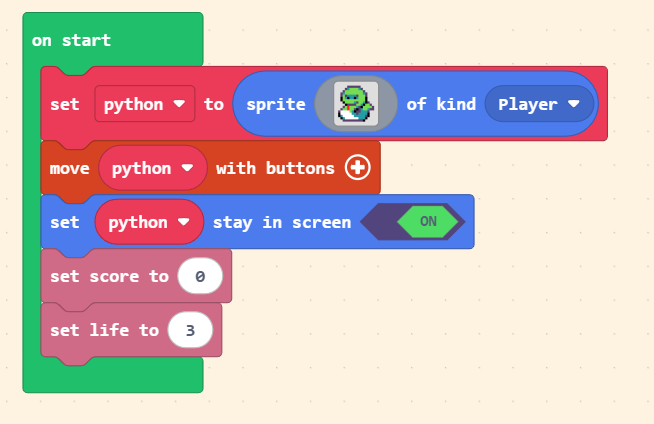 on start
set python to sprite of kind Player
move python with buttons
set python stay in screen ON
set score to 0
set life to 3